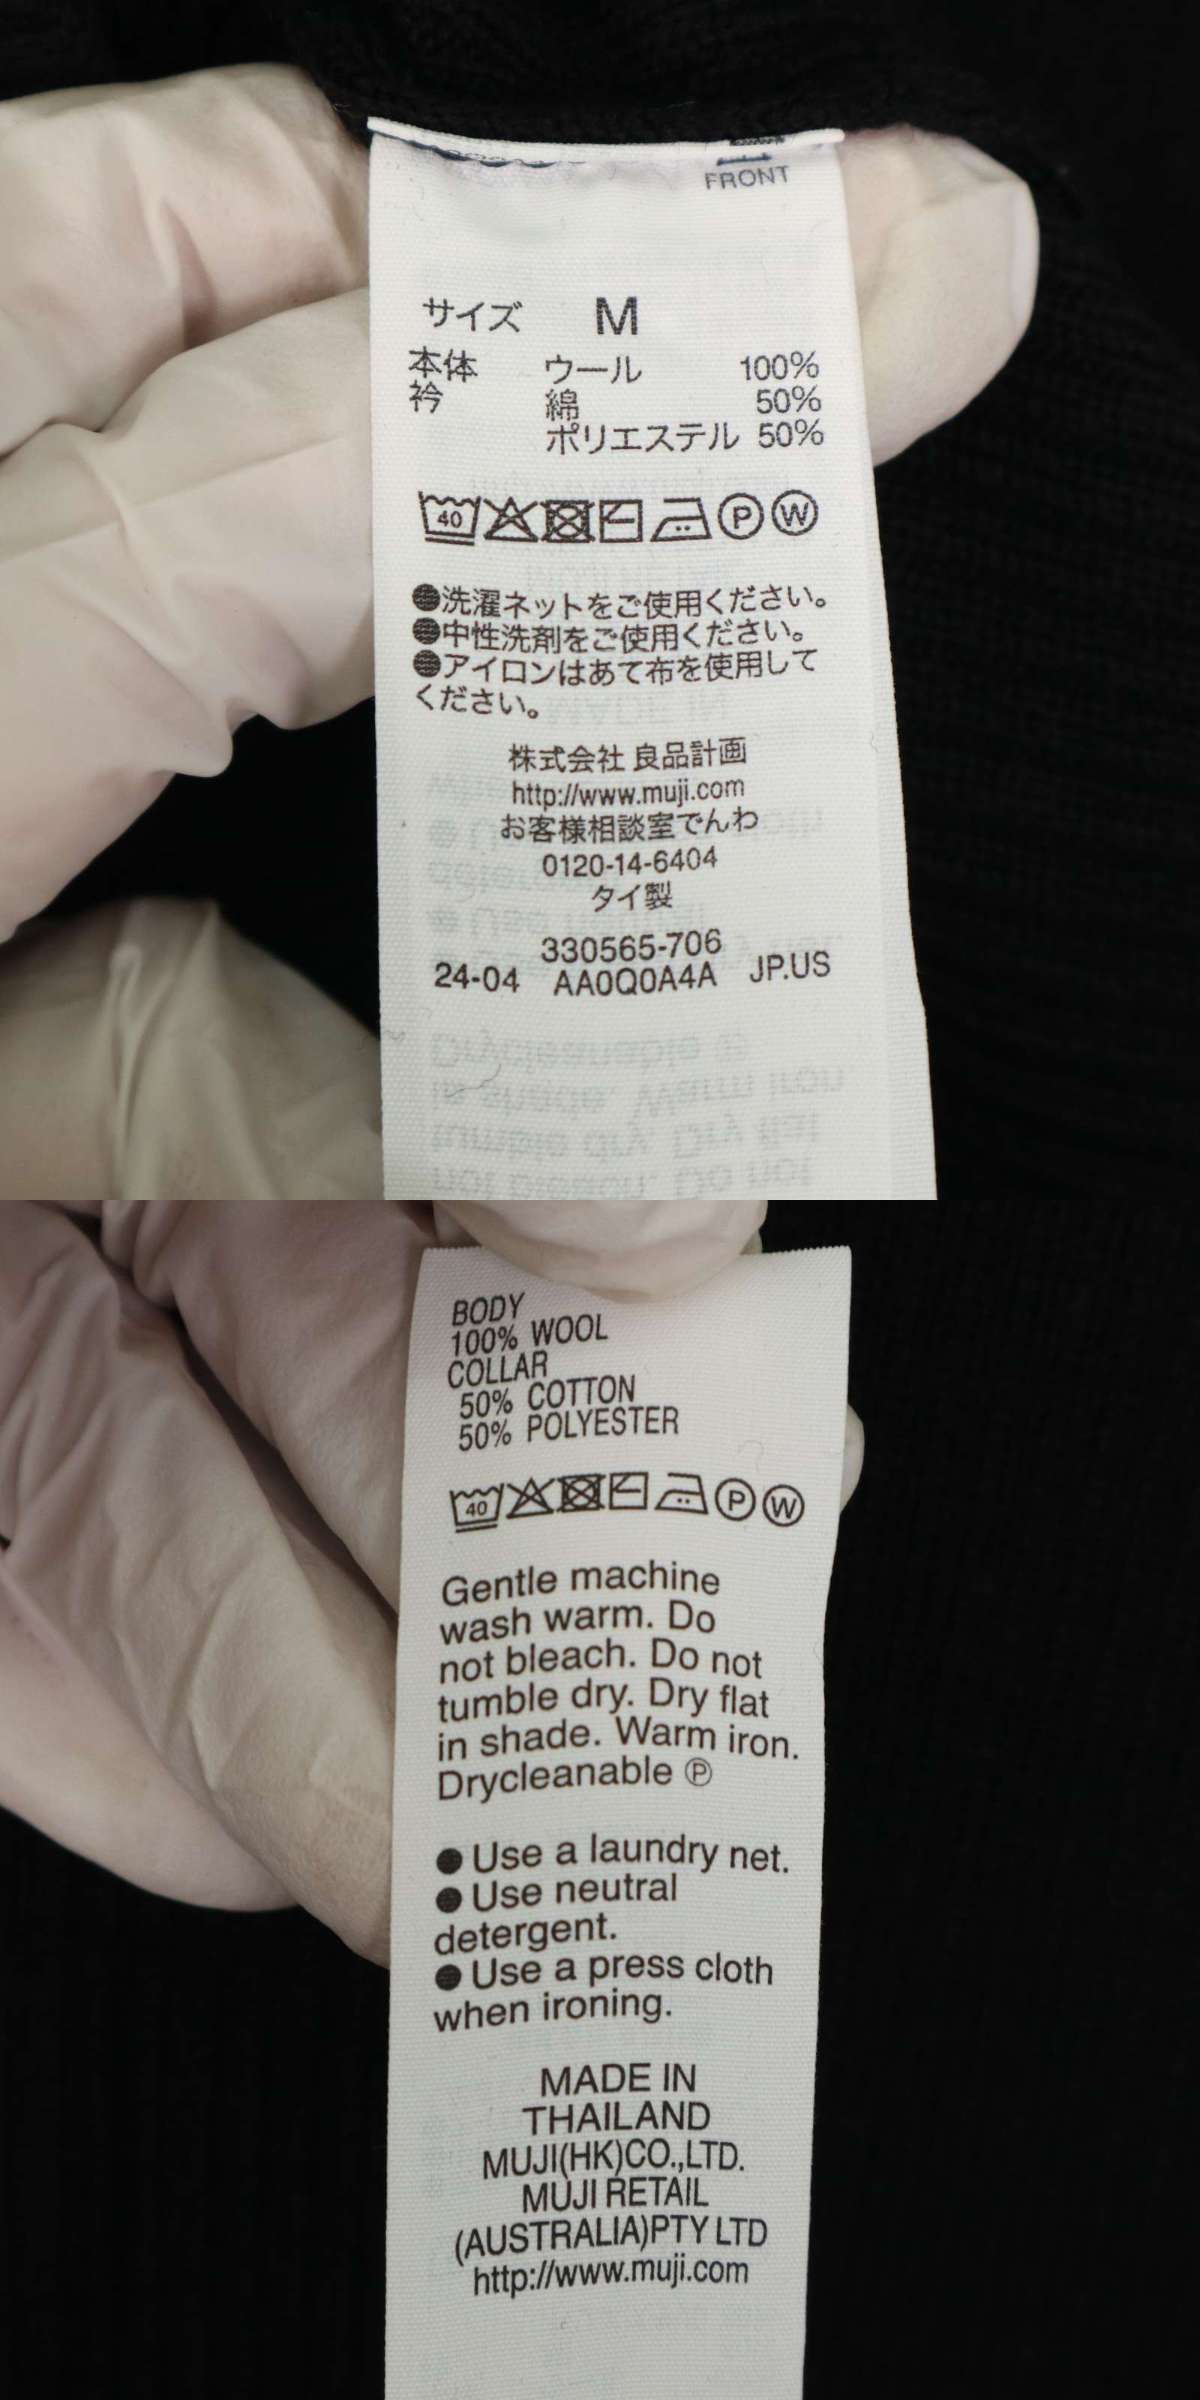 FRONT
サイズ M
本体 ウール 100%
衿 綿 50%
ポリエステル 50%
40 P W
●洗濯ネットをご使用ください。
●中性洗剤をご使用ください。
●アイロンはあて布を使用して
ください。
株式会社 良品計画
http://www.muji.com
お客様相談室でんわ
0120-14-6404
タイ製
330565-706
24-04 AA0Q0A4A JP.US
BODY
100% WOOL
COLLAR
50% COTTON
50% POLYESTER
40 P W
Gentle machine
wash warm. Do
not bleach. Do not
tumble dry. Dry flat
in shade. Warm iron.
Drycleanable Ⓟ
● Use a laundry net.
● Use neutral
detergent.
● Use a press cloth
when ironing.
MADE IN
THAILAND
MUJI(HK)CO.,LTD.
MUJI RETAIL
(AUSTRALIA)PTY LTD
http://www.muji.com